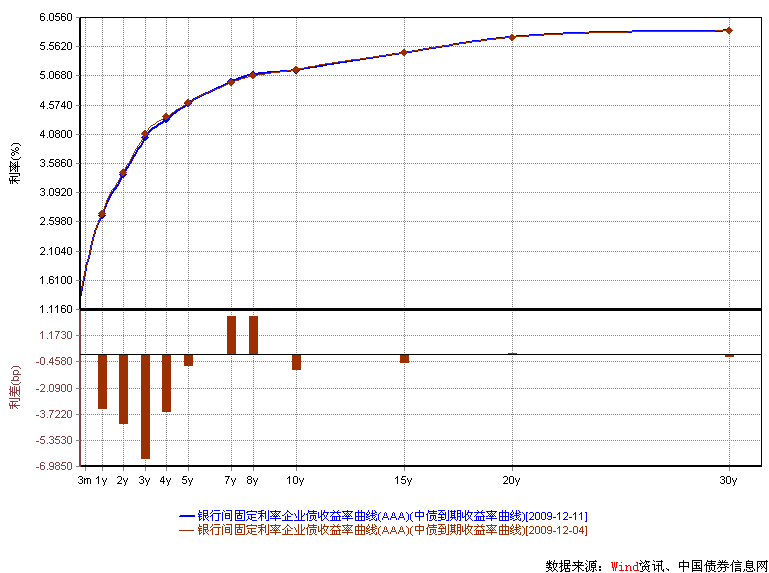 6.0560
5.5620
5.0680
4.5740
4.0800
3.5860
3.0920
2.5980
2.1040
1.6100
1.1160
利率(%)
1.1730
-0.4580
-2.0900
-3.7220
-5.3530
-6.9850
利差(bp)
3m 1y 2y 3y 4y 5y 7y 8y 10y 15y 20y 30y
银行间固定利率企业债收益率曲线(AAA)(中债到期收益率曲线)[2009-12-11]
银行间固定利率企业债收益率曲线(AAA)(中债到期收益率曲线)[2009-12-04]
数据来源：Wind资讯、中国债券信息网